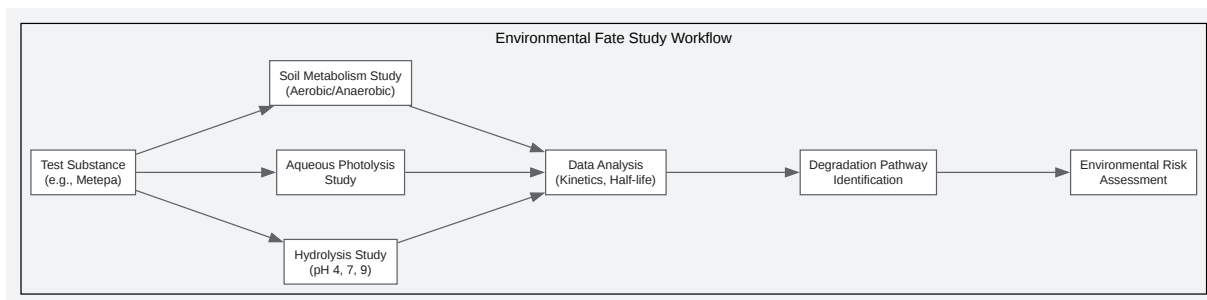 Environmental Fate Study Workflow
Soil Metabolism Study
(Aerobic/Anaerobic)
Test Substance
(e.g., Metepa)
Aqueous Photolysis
Study
Data Analysis
(Kinetics, Half-life)
Degradation Pathway
Identification
Environmental Risk
Assessment
Hydrolysis Study
(pH 4, 7, 9)